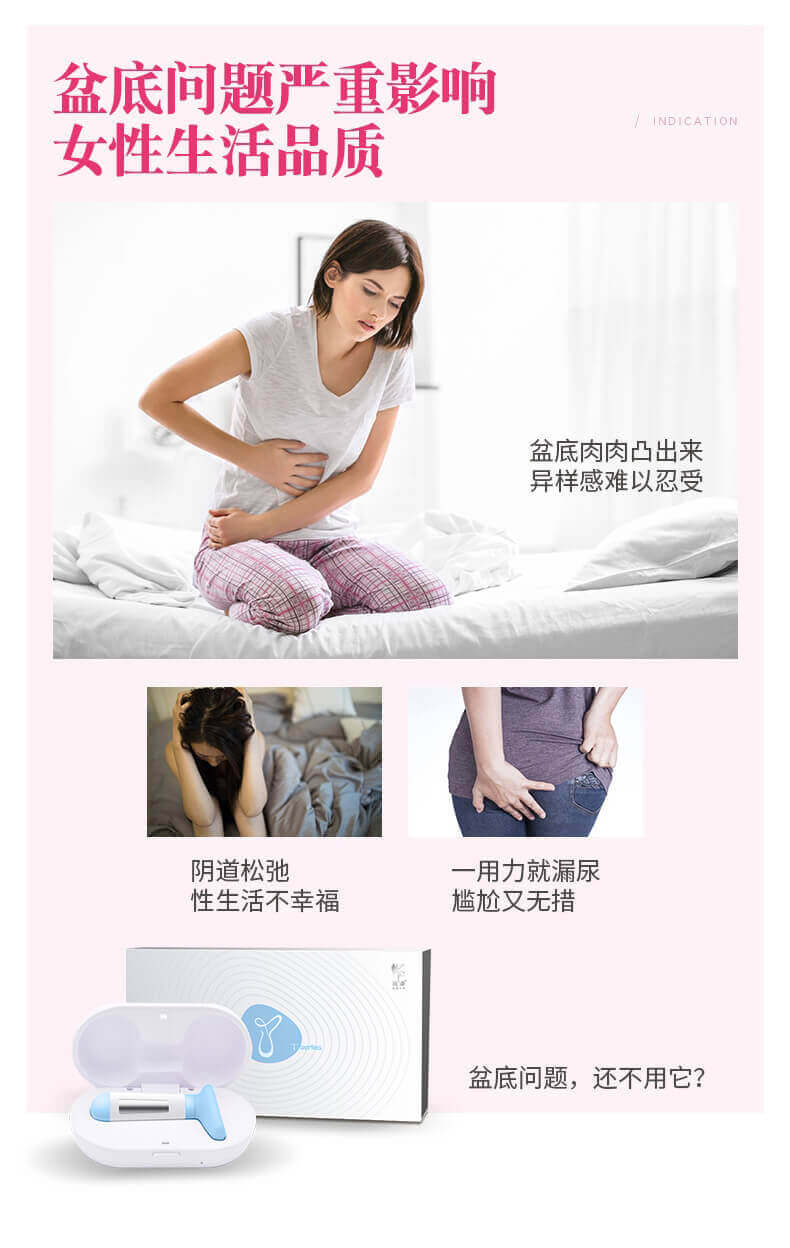 盆底问题严重影响
女性生活品质
/ INDICATION
盆底肉肉凸出来
异样感难以忍受
阴道松弛
性生活不幸福
一用力就漏尿
尴尬又无措
盆底问题，还不用它？